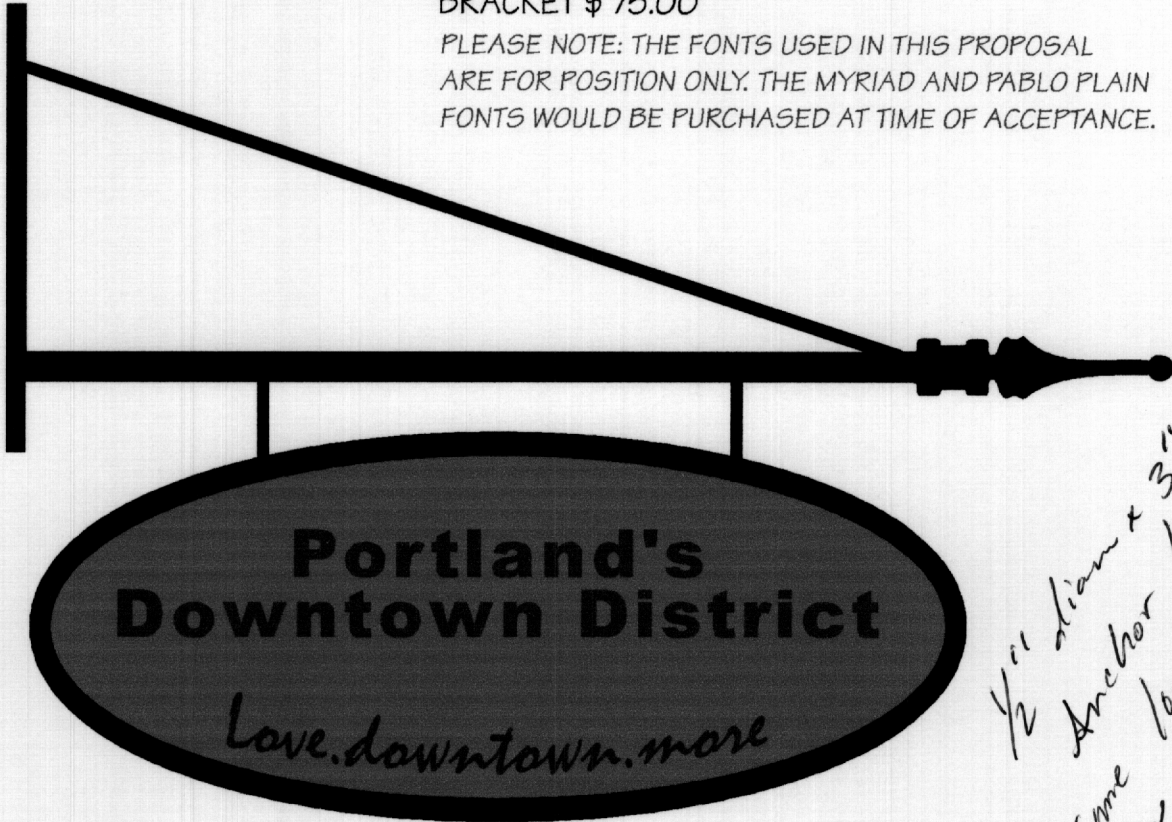 BRACKET $ 75.00
PLEASE NOTE: THE FONTS USED IN THIS PROPOSAL
ARE FOR POSITION ONLY. THE MYRIAD AND PABLO PLAIN
FONTS WOULD BE PURCHASED AT TIME OF ACCEPTANCE.
Portland's
Downtown District
Love.downtown.more
1/2" diam x 3"
Anchor